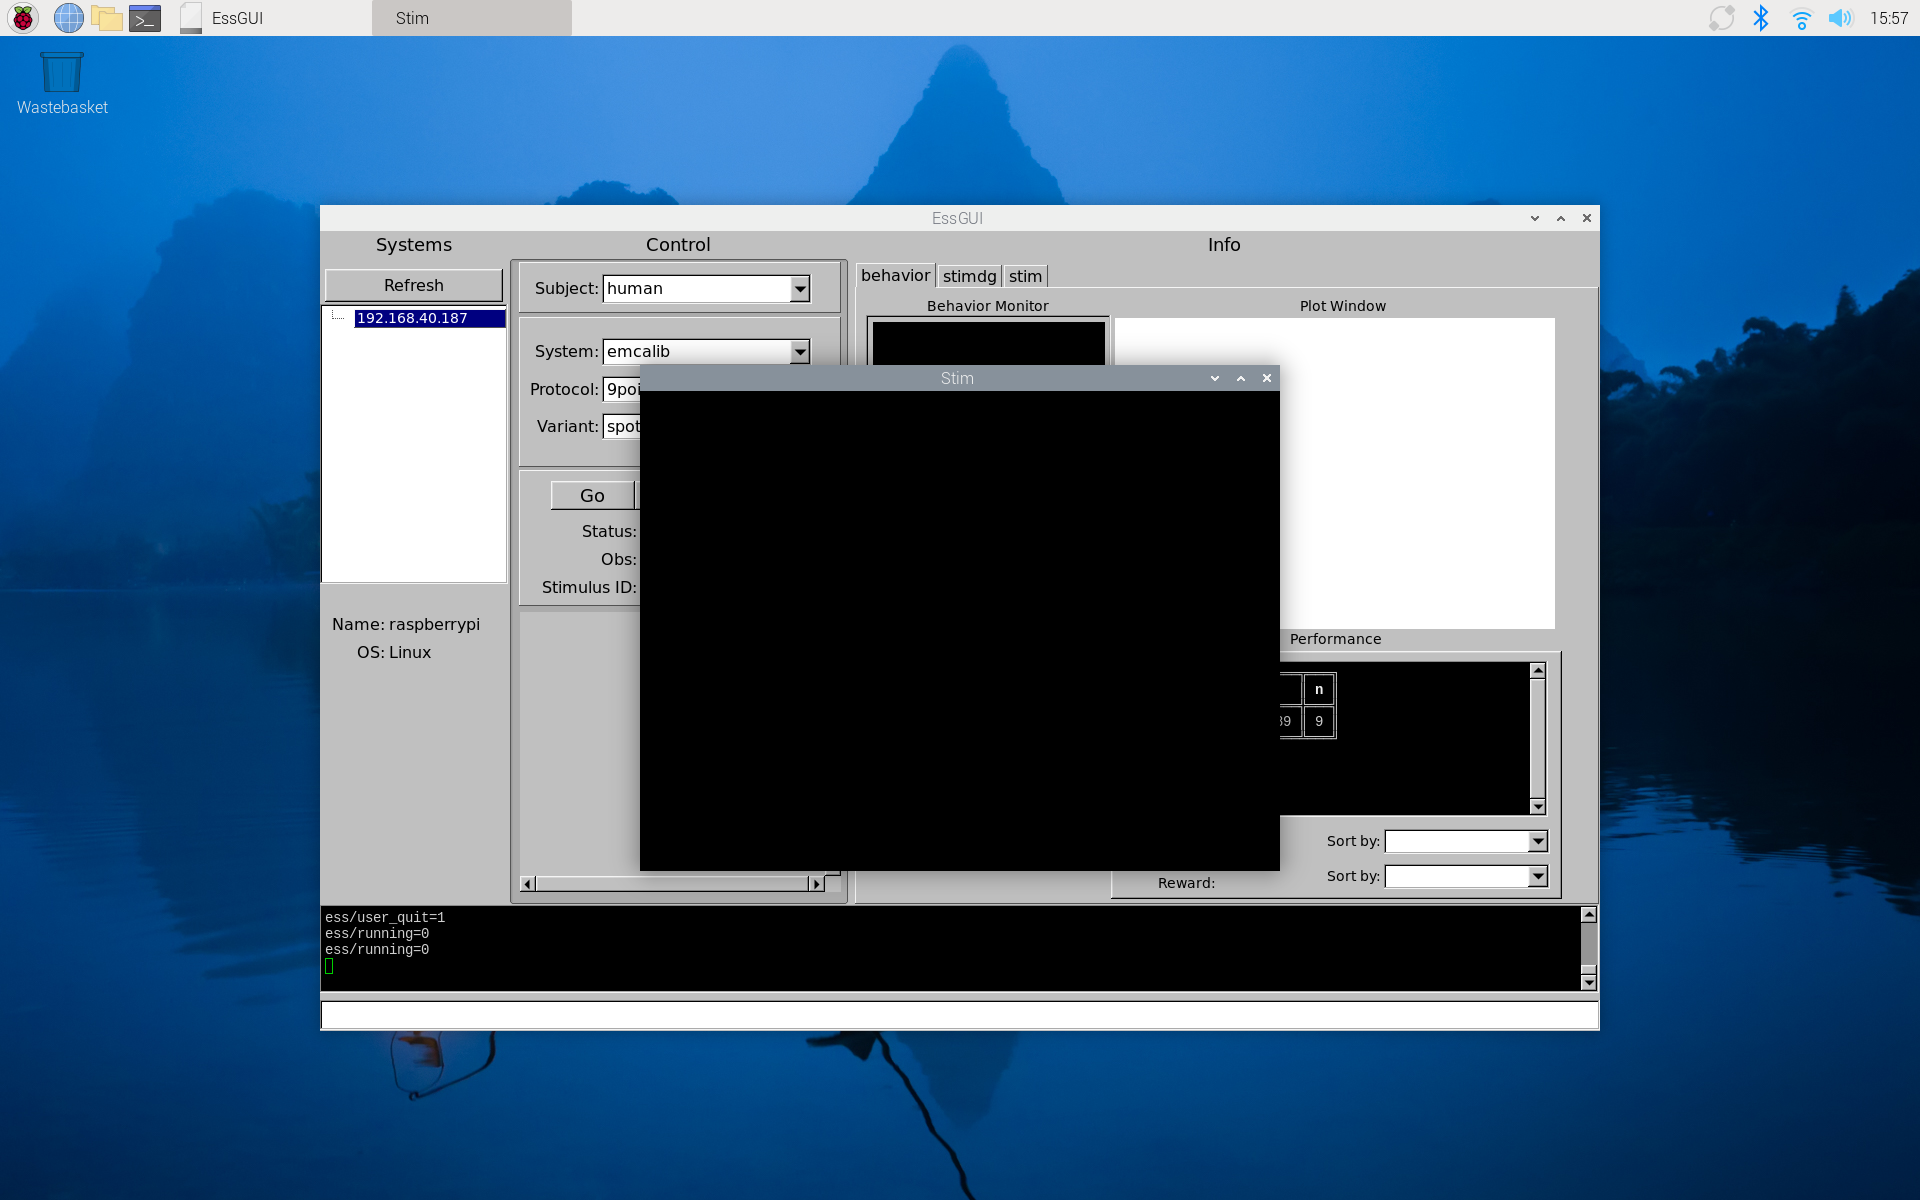 EssGUI
Stim
15:57
Wastebasket
EssGUI
Systems
Control
Info
Refresh
192.168.40.187
Name: raspberrypi
OS: Linux
Subject: human
System: emcalib
Protocol:
Variant: spot
Go
Status:
Obs:
Stimulus ID:
behavior
stimdg
stim
Behavior Monitor
Plot Window
Stim
Performance
n
9
Sort by:
Sort by:
Reward:
ess/user_quit=1
ess/running=0
ess/running=0